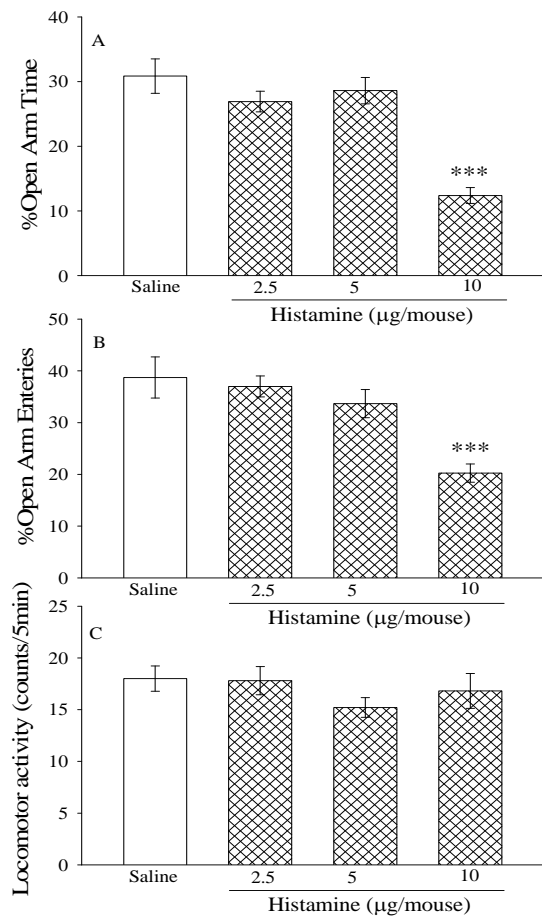 A
%Open Arm Time
40
30
20
10
0
***
Saline
2.5
5
10
Histamine (μg/mouse)
B
%Open Arm Enteries
50
40
30
20
10
0
***
Saline
2.5
5
10
Histamine (μg/mouse)
C
Locomotor activity (counts/5min)
25
20
15
10
5
0
Saline
2.5
5
10
Histamine (μg/mouse)